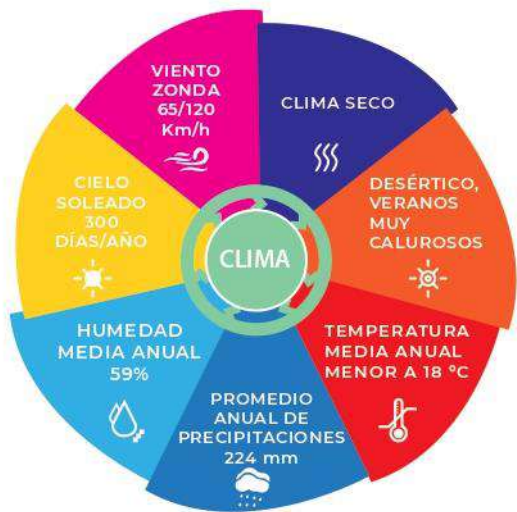 VIENTO
ZONDA
65/120
Km/h
CLIMA SECO
DESÉRTICO,
VERANOS
MUY
CALUROSOS
TEMPERATURA
MEDIA ANUAL
MENOR A 18 ºC
PROMEDIO
ANUAL DE
PRECIPITACIONES
224 mm
HUMEDAD
MEDIA ANUAL
59%
CIELO
SOLEADO
300
DÍAS/AÑO
CLIMA